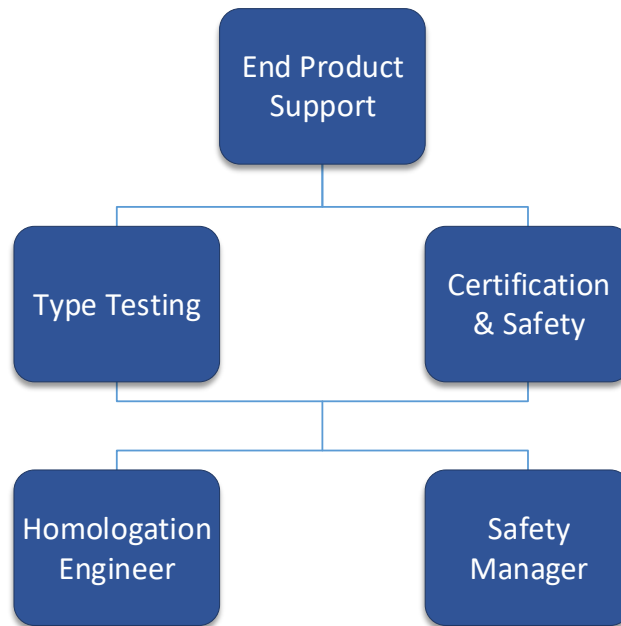 End Product
Support
Type Testing
Certification
& Safety
Homologation
Engineer
Safety
Manager